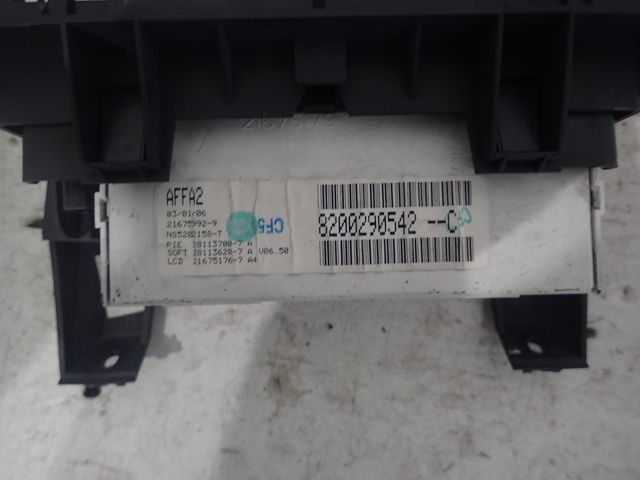 AFFA2
03/01/06
21675992-9
NS5202158-T
PIE 28113700-7 A
SOFT 28113628-7 A V06.50
LCD 21675176-7 A4
CF5
8200290542 --C